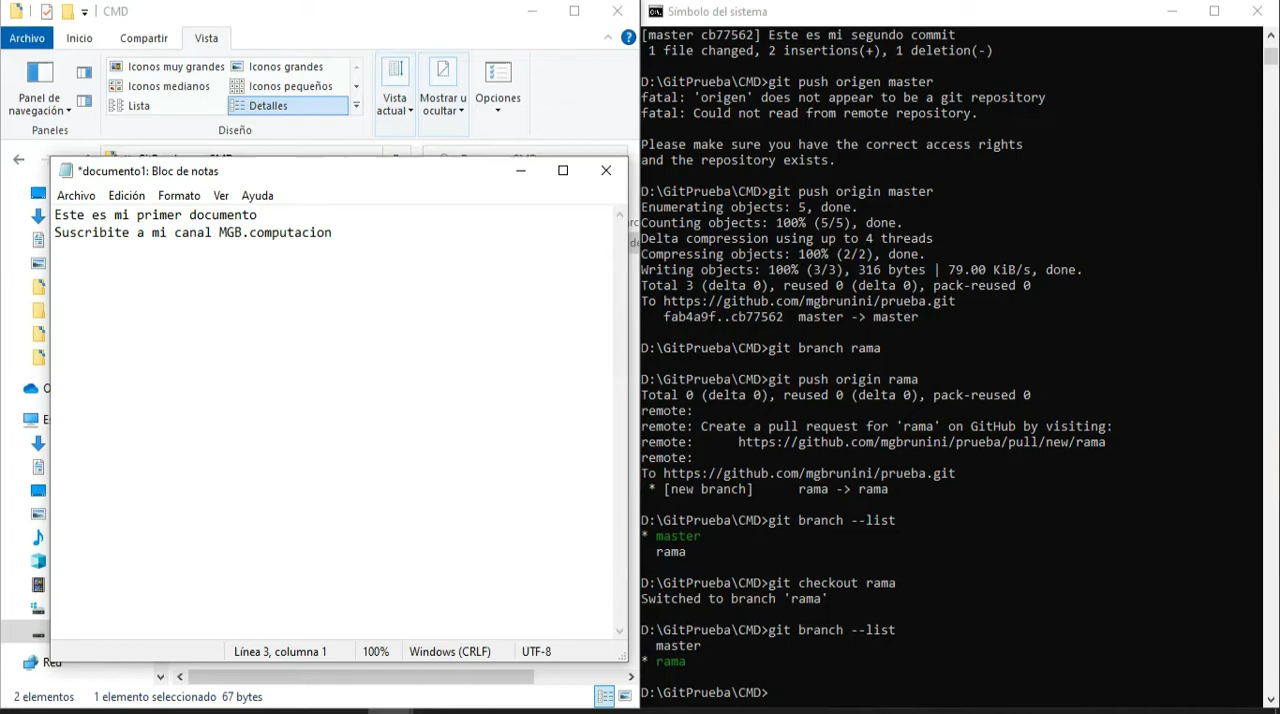 CMD
Archivo Inicio Compartir Vista
Panel de navegación
Paneles
Iconos muy grandes Iconos grandes
Iconos medianos Iconos pequeños
Lista Detalles
Diseño
Vista actual
Mostrar u ocultar
Opciones
*documento1: Bloc de notas
Archivo Edición Formato Ver Ayuda
Este es mi primer documento
Suscribite a mi canal MGB.computacion
Línea 3, columna 1 100% Windows (CRLF) UTF-8
2 elementos 1 elemento seleccionado 67 bytes
Símbolo del sistema
[master cb77562] Este es mi segundo commit
1 file changed, 2 insertions(+), 1 deletion(-)
D:\GitPrueba\CMD>git push origen master
fatal: 'origen' does not appear to be a git repository
fatal: Could not read from remote repository.
Please make sure you have the correct access rights
and the repository exists.
D:\GitPrueba\CMD>git push origin master
Enumerating objects: 5, done.
Counting objects: 100% (5/5), done.
Delta compression using up to 4 threads
Compressing objects: 100% (2/2), done.
Writing objects: 100% (3/3), 316 bytes | 79.00 KiB/s, done.
Total 3 (delta 0), reused 0 (delta 0), pack-reused 0
To https://github.com/mgbrunini/prueba.git
fab4a9f..cb77562 master -> master
D:\GitPrueba\CMD>git branch rama
D:\GitPrueba\CMD>git push origin rama
Total 0 (delta 0), reused 0 (delta 0), pack-reused 0
remote:
remote: Create a pull request for 'rama' on GitHub by visiting:
remote: https://github.com/mgbrunini/prueba/pull/new/rama
remote:
To https://github.com/mgbrunini/prueba.git
* [new branch] rama -> rama
D:\GitPrueba\CMD>git branch --list
* master
rama
D:\GitPrueba\CMD>git checkout rama
Switched to branch 'rama'
D:\GitPrueba\CMD>git branch --list
master
* rama
D:\GitPrueba\CMD>